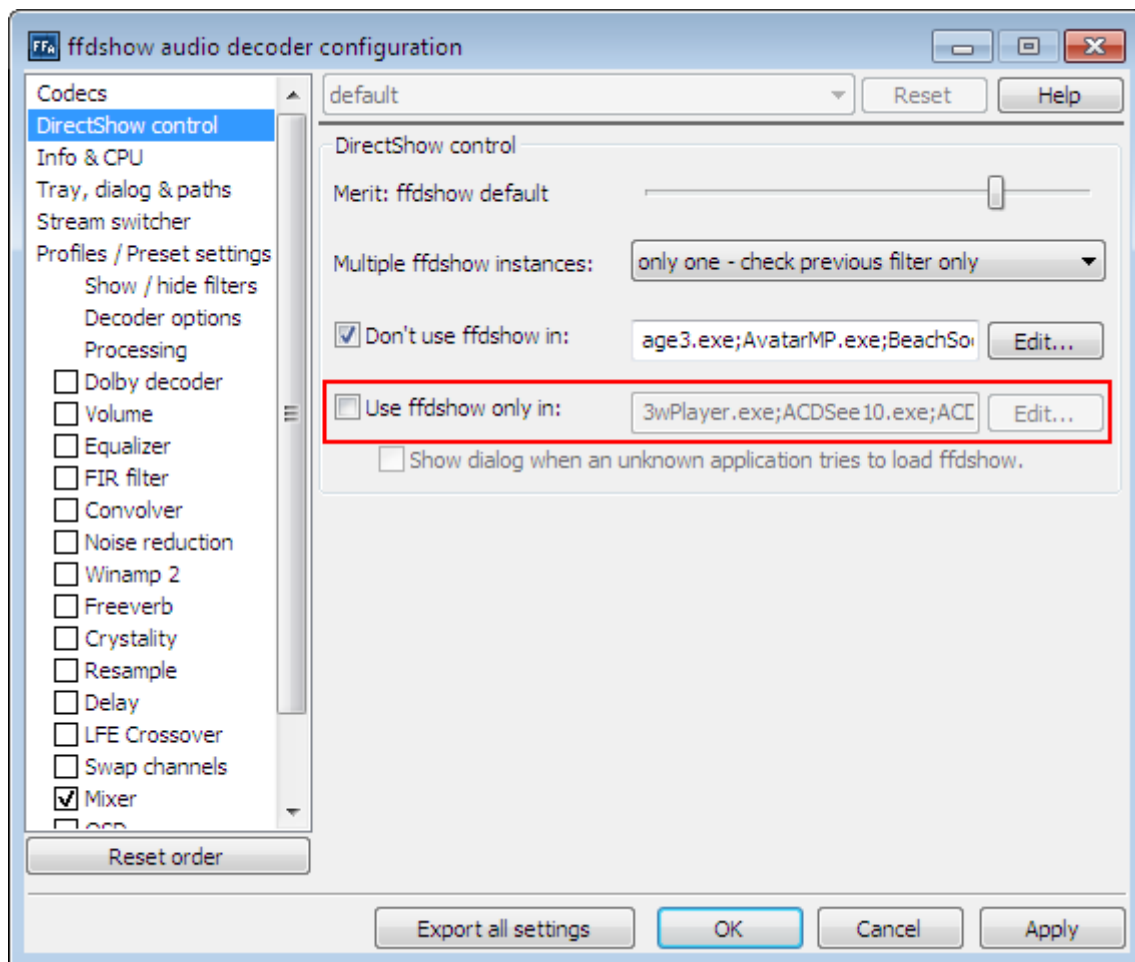 FFA ffdshow audio decoder configuration
Codecs
DirectShow control
Info & CPU
Tray, dialog & paths
Stream switcher
Profiles / Preset settings
Show / hide filters
Decoder options
Processing
Dolby decoder
Volume
Equalizer
FIR filter
Convolver
Noise reduction
Winamp 2
Freeverb
Crystality
Resample
Delay
LFE Crossover
Swap channels
Mixer
Reset order
default
Reset
Help
DirectShow control
Merit: ffdshow default
Multiple ffdshow instances:
only one - check previous filter only
Don't use ffdshow in:
age3.exe;AvatarMP.exe;BeachSo
Edit...
Use ffdshow only in:
3wPlayer.exe;ACDSee10.exe;ACD
Edit...
Show dialog when an unknown application tries to load ffdshow.
Export all settings
OK
Cancel
Apply